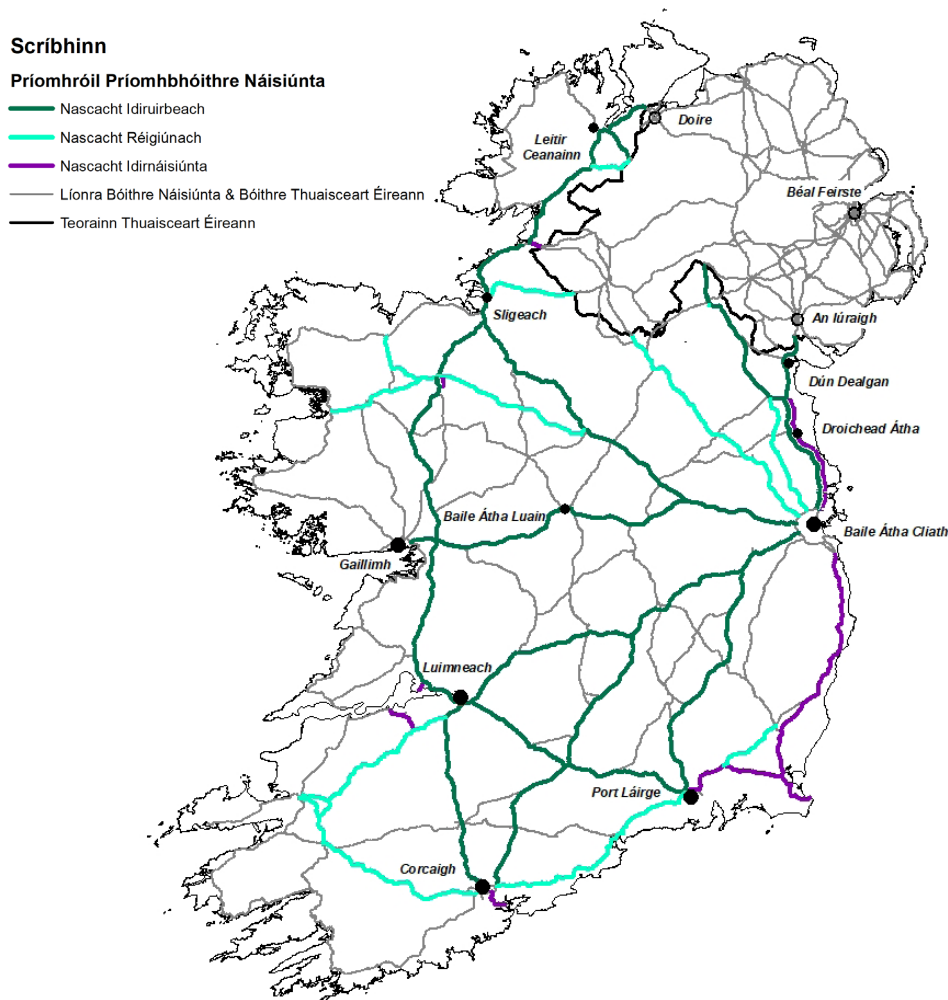 Scríbhinn
Príomhróil Príomhbhóithre Náisiúnta
Nascacht Idiruirbeach
Nascacht Réigiúnach
Nascacht Idirnáisiúnta
Líonra Bóithre Náisiúnta & Bóithre Thuaisceart Éireann
Teorainn Thuaisceart Éireann
Leitir
Ceanainn
Doire
Béal Feirste
Sligeach
An Iúraigh
Dún Dealgan
Droichead Átha
Baile Átha Luain
Baile Átha Cliath
Gaillimh
Luimneach
Port Láirge
Corcaigh